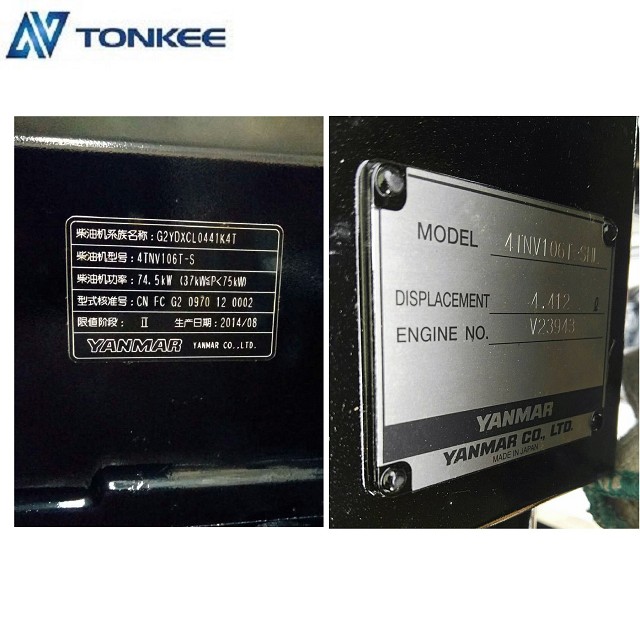 TONKEE
柴油机系族名称: G2YDXCL0441K4T
柴油机型号: 4TNV106T-S
柴油机功率: 74.5kW (37kW≤P<75kW)
型式核准号: CN FC G2 0970 12 0002
限值阶段: II 生产日期: 2014/08
YANMAR YANMAR CO.,LTD.
MODEL 4TNV106T-SNL
DISPLACEMENT 4.412 ℓ
ENGINE NO. V23943
YANMAR
YANMAR CO., LTD.
MADE IN JAPAN